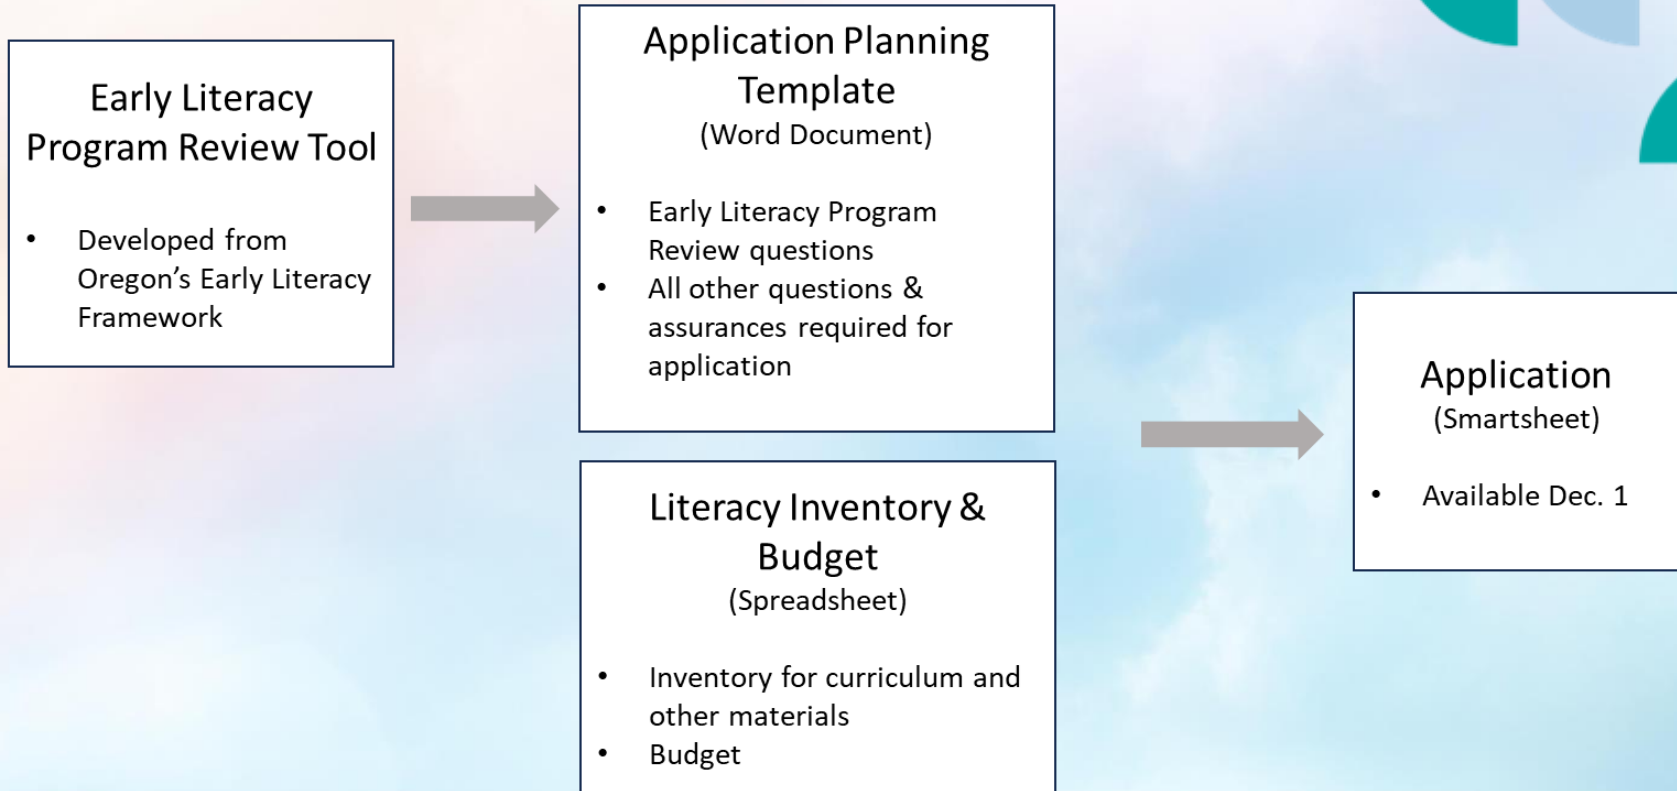 Early Literacy
Program Review Tool
• Developed from
Oregon’s Early Literacy
Framework
Application Planning
Template
(Word Document)
• Early Literacy Program
Review questions
• All other questions &
assurances required for
application
Literacy Inventory &
Budget
(Spreadsheet)
• Inventory for curriculum and
other materials
• Budget
Application
(Smartsheet)
• Available Dec. 1